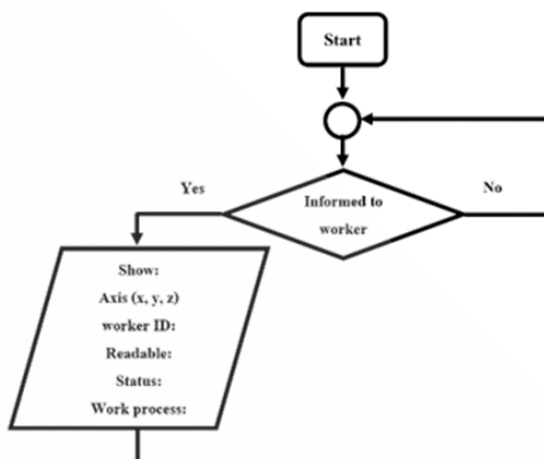 Start
Yes
No
Informed to
worker
Show:
Axis (x, y, z)
worker ID:
Readable:
Status:
Work process: